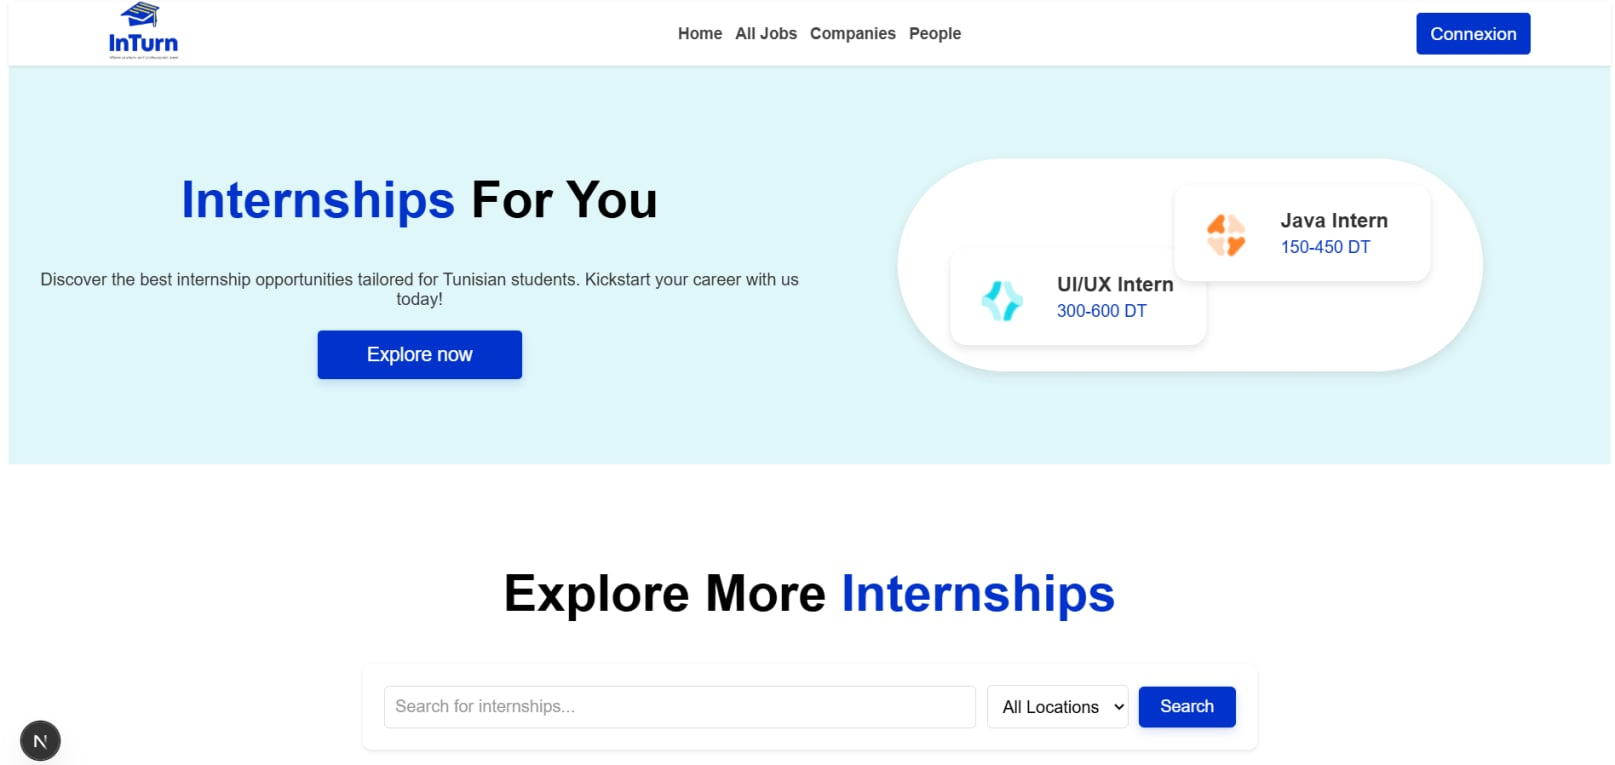 InTurn
Home All Jobs Companies People
Connexion
Internships For You
Discover the best internship opportunities tailored for Tunisian students. Kickstart your career with us
today!
Explore now
Java Intern
150-450 DT
UI/UX Intern
300-600 DT
Explore More Internships
Search for internships...
All Locations
Search
N